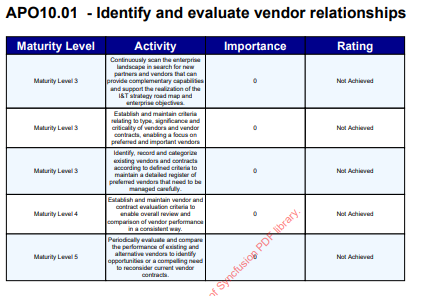 APO10.01 - Identify and evaluate vendor relationships
Maturity Level Activity Importance Rating
Continuously scan the enterprise
landscape in search for new
partners and vendors that can
provide complementary capabilities
and support the realization of the
I&T strategy road map and
enterprise objectives.
Maturity Level 3 0 Not Achieved
Establish and maintain criteria
relating to type, significance and
criticality of vendors and vendor
contracts, enabling a focus on
preferred and important vendors
Maturity Level 3 0 Not Achieved
Identify, record and categorize
existing vendors and contracts
according to defined criteria to
maintain a detailed register of
preferred vendors that need to be
managed carefully.
Maturity Level 3 0 Not Achieved
Establish and maintain vendor and
contract evaluation criteria to
enable overall review and
comparison of vendor performance
in a consistent way.
Maturity Level 4 0 Not Achieved
Periodically evaluate and compare
the performance of existing and
alternative vendors to identify
opportunities or a compelling need
to reconsider current vendor
contracts.
Maturity Level 5 0 Not Achieved
of Syncfusion PDF library.